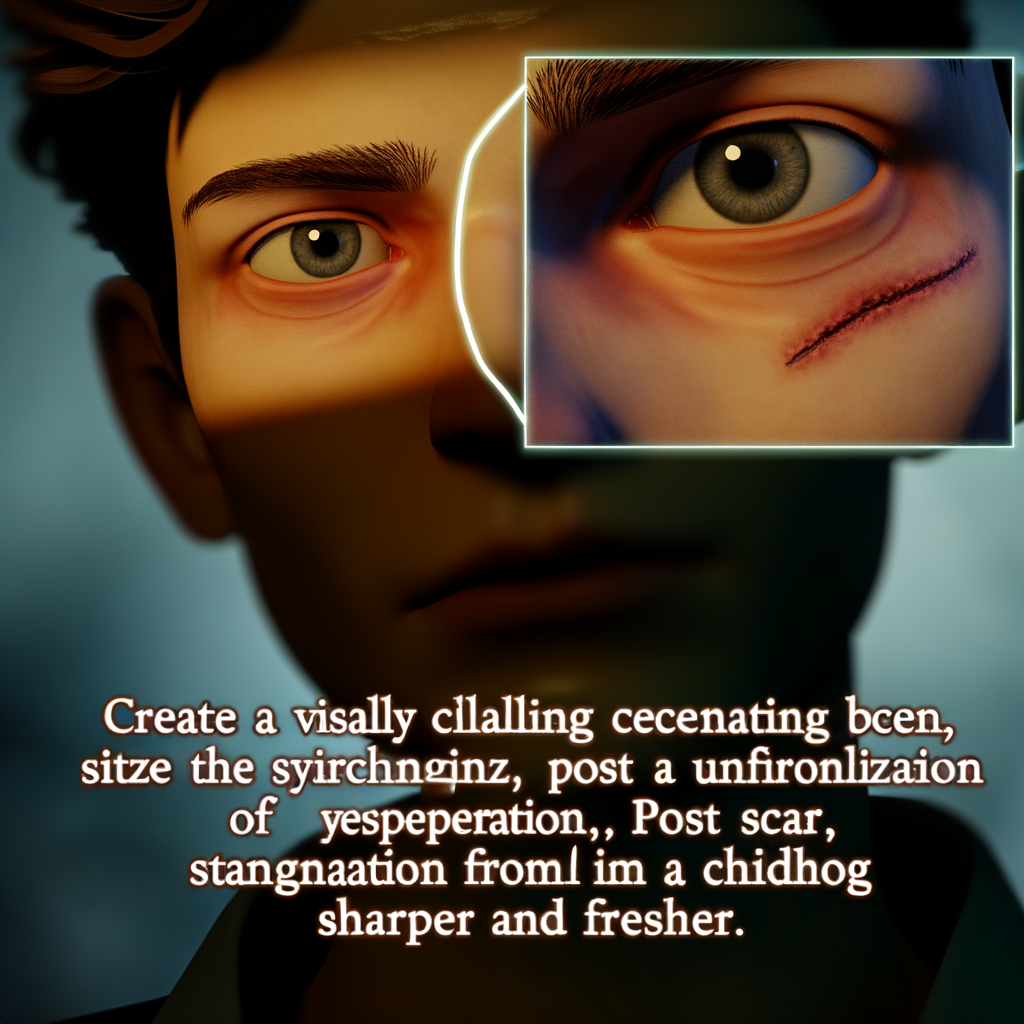 Create a visally cllalling cecenating bcen,
sitze the syirchngjnz, post a unfironlizaion
of yespeperation,, Post scar,
stangnaation froml im a chidhog
sharper and fresher.